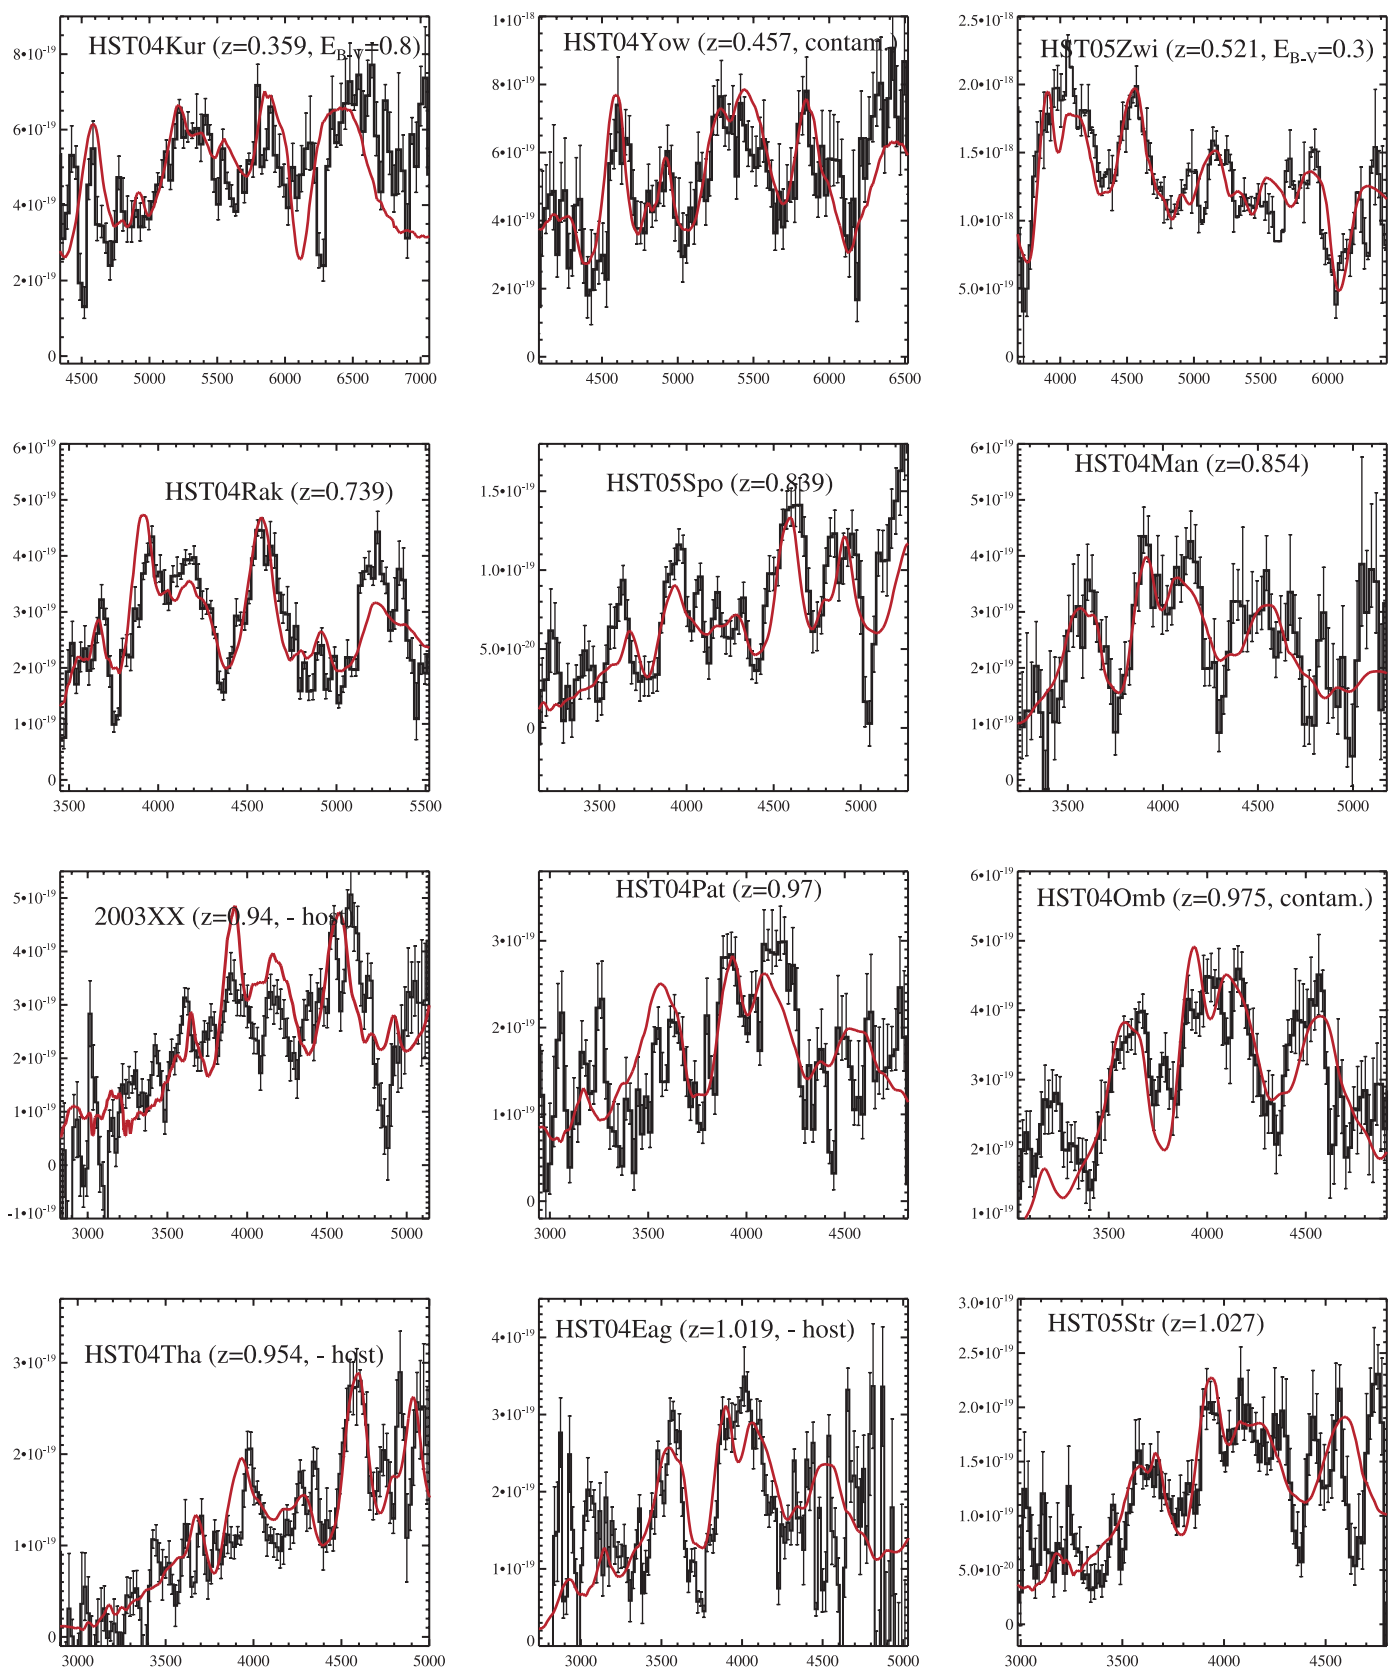 HST04Kur (z=0.359, E_B-V=0.8)
8•10⁻¹⁹
6•10⁻¹⁹
4•10⁻¹⁹
2•10⁻¹⁹
0
4500 5000 5500 6000 6500 7000
HST04Yow (z=0.457, contam.)
1•10⁻¹⁸
8•10⁻¹⁹
6•10⁻¹⁹
4•10⁻¹⁹
2•10⁻¹⁹
0
4500 5000 5500 6000 6500
HST05Zwi (z=0.521, E_B-V=0.3)
2.5•10⁻¹⁸
2.0•10⁻¹⁸
1.5•10⁻¹⁸
1.0•10⁻¹⁸
5.0•10⁻¹⁹
0
4000 4500 5000 5500 6000
HST04Rak (z=0.739)
6•10⁻¹⁹
5•10⁻¹⁹
4•10⁻¹⁹
3•10⁻¹⁹
2•10⁻¹⁹
1•10⁻¹⁹
0
3500 4000 4500 5000 5500
HST05Spo (z=0.839)
1.5•10⁻¹⁹
1.0•10⁻¹⁹
5.0•10⁻²⁰
0
3500 4000 4500 5000
HST04Man (z=0.854)
6•10⁻¹⁹
5•10⁻¹⁹
4•10⁻¹⁹
3•10⁻¹⁹
2•10⁻¹⁹
1•10⁻¹⁹
0
3500 4000 4500 5000
2003XX (z=0.94, - host)
5•10⁻¹⁹
4•10⁻¹⁹
3•10⁻¹⁹
2•10⁻¹⁹
1•10⁻¹⁹
0
-1•10⁻¹⁹
3000 3500 4000 4500 5000
HST04Pat (z=0.97)
3•10⁻¹⁹
2•10⁻¹⁹
1•10⁻¹⁹
0
3000 3500 4000 4500
HST04Omb (z=0.975, contam.)
6•10⁻¹⁹
5•10⁻¹⁹
4•10⁻¹⁹
3•10⁻¹⁹
2•10⁻¹⁹
1•10⁻¹⁹
3500 4000 4500
HST04Tha (z=0.954, - host)
3•10⁻¹⁹
2•10⁻¹⁹
1•10⁻¹⁹
0
3000 3500 4000 4500 5000
HST04Eag (z=1.019, - host)
4•10⁻¹⁹
3•10⁻¹⁹
2•10⁻¹⁹
1•10⁻¹⁹
0
3000 3500 4000 4500 5000
HST05Str (z=1.027)
3.0•10⁻¹⁹
2.5•10⁻¹⁹
2.0•10⁻¹⁹
1.5•10⁻¹⁹
1.0•10⁻¹⁹
5.0•10⁻²⁰
0
3000 3500 4000 4500